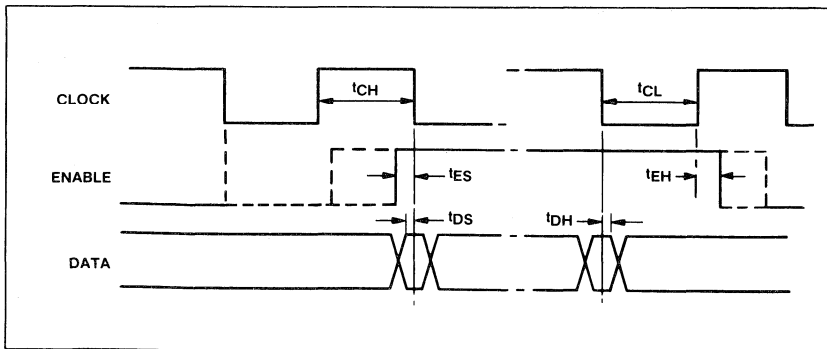 CLOCK
tCH
tCL
ENABLE
tES
tEH
tDS
tDH
DATA